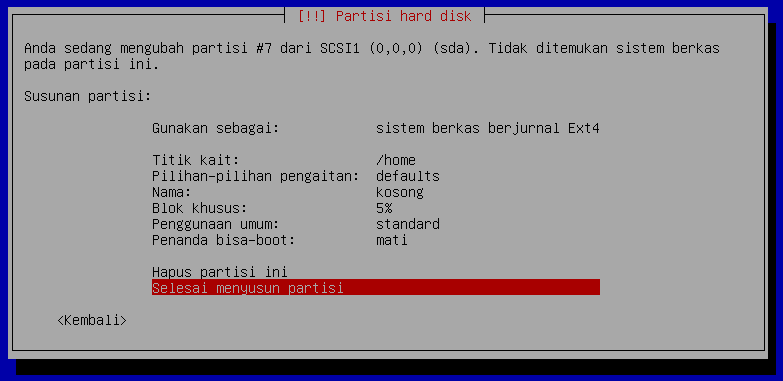 [!!] Partisi hard disk
Anda sedang mengubah partisi #7 dari SCSI1 (0,0,0) (sda). Tidak ditemukan sistem berkas
pada partisi ini.
Susunan partisi:
Gunakan sebagai: sistem berkas berjurnal Ext4
Titik kait: /home
Pilihan-pilihan pengaitan: defaults
Nama: kosong
Blok khusus: 5%
Penggunaan umum: standard
Penanda bisa-boot: mati
Hapus partisi ini
Selesai menyusun partisi
<Kembali>